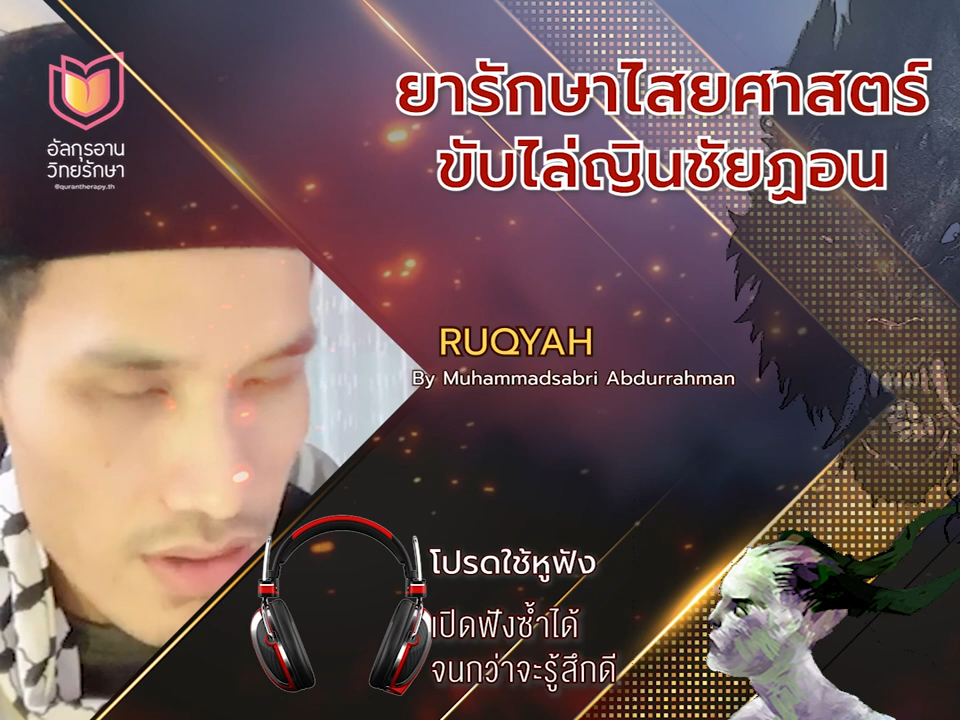 อัลกุรอาน
วิทยรักษา
@qurantherapy.th
ยารักษาไสยศาสตร์
ขับไล่ญินชัยฏอน
RUQYAH
By Muhammadsabri Abdurrahman
โปรดใช้หูฟัง
เปิดฟังซ้ำได้
จนกว่าจะรู้สึกดี